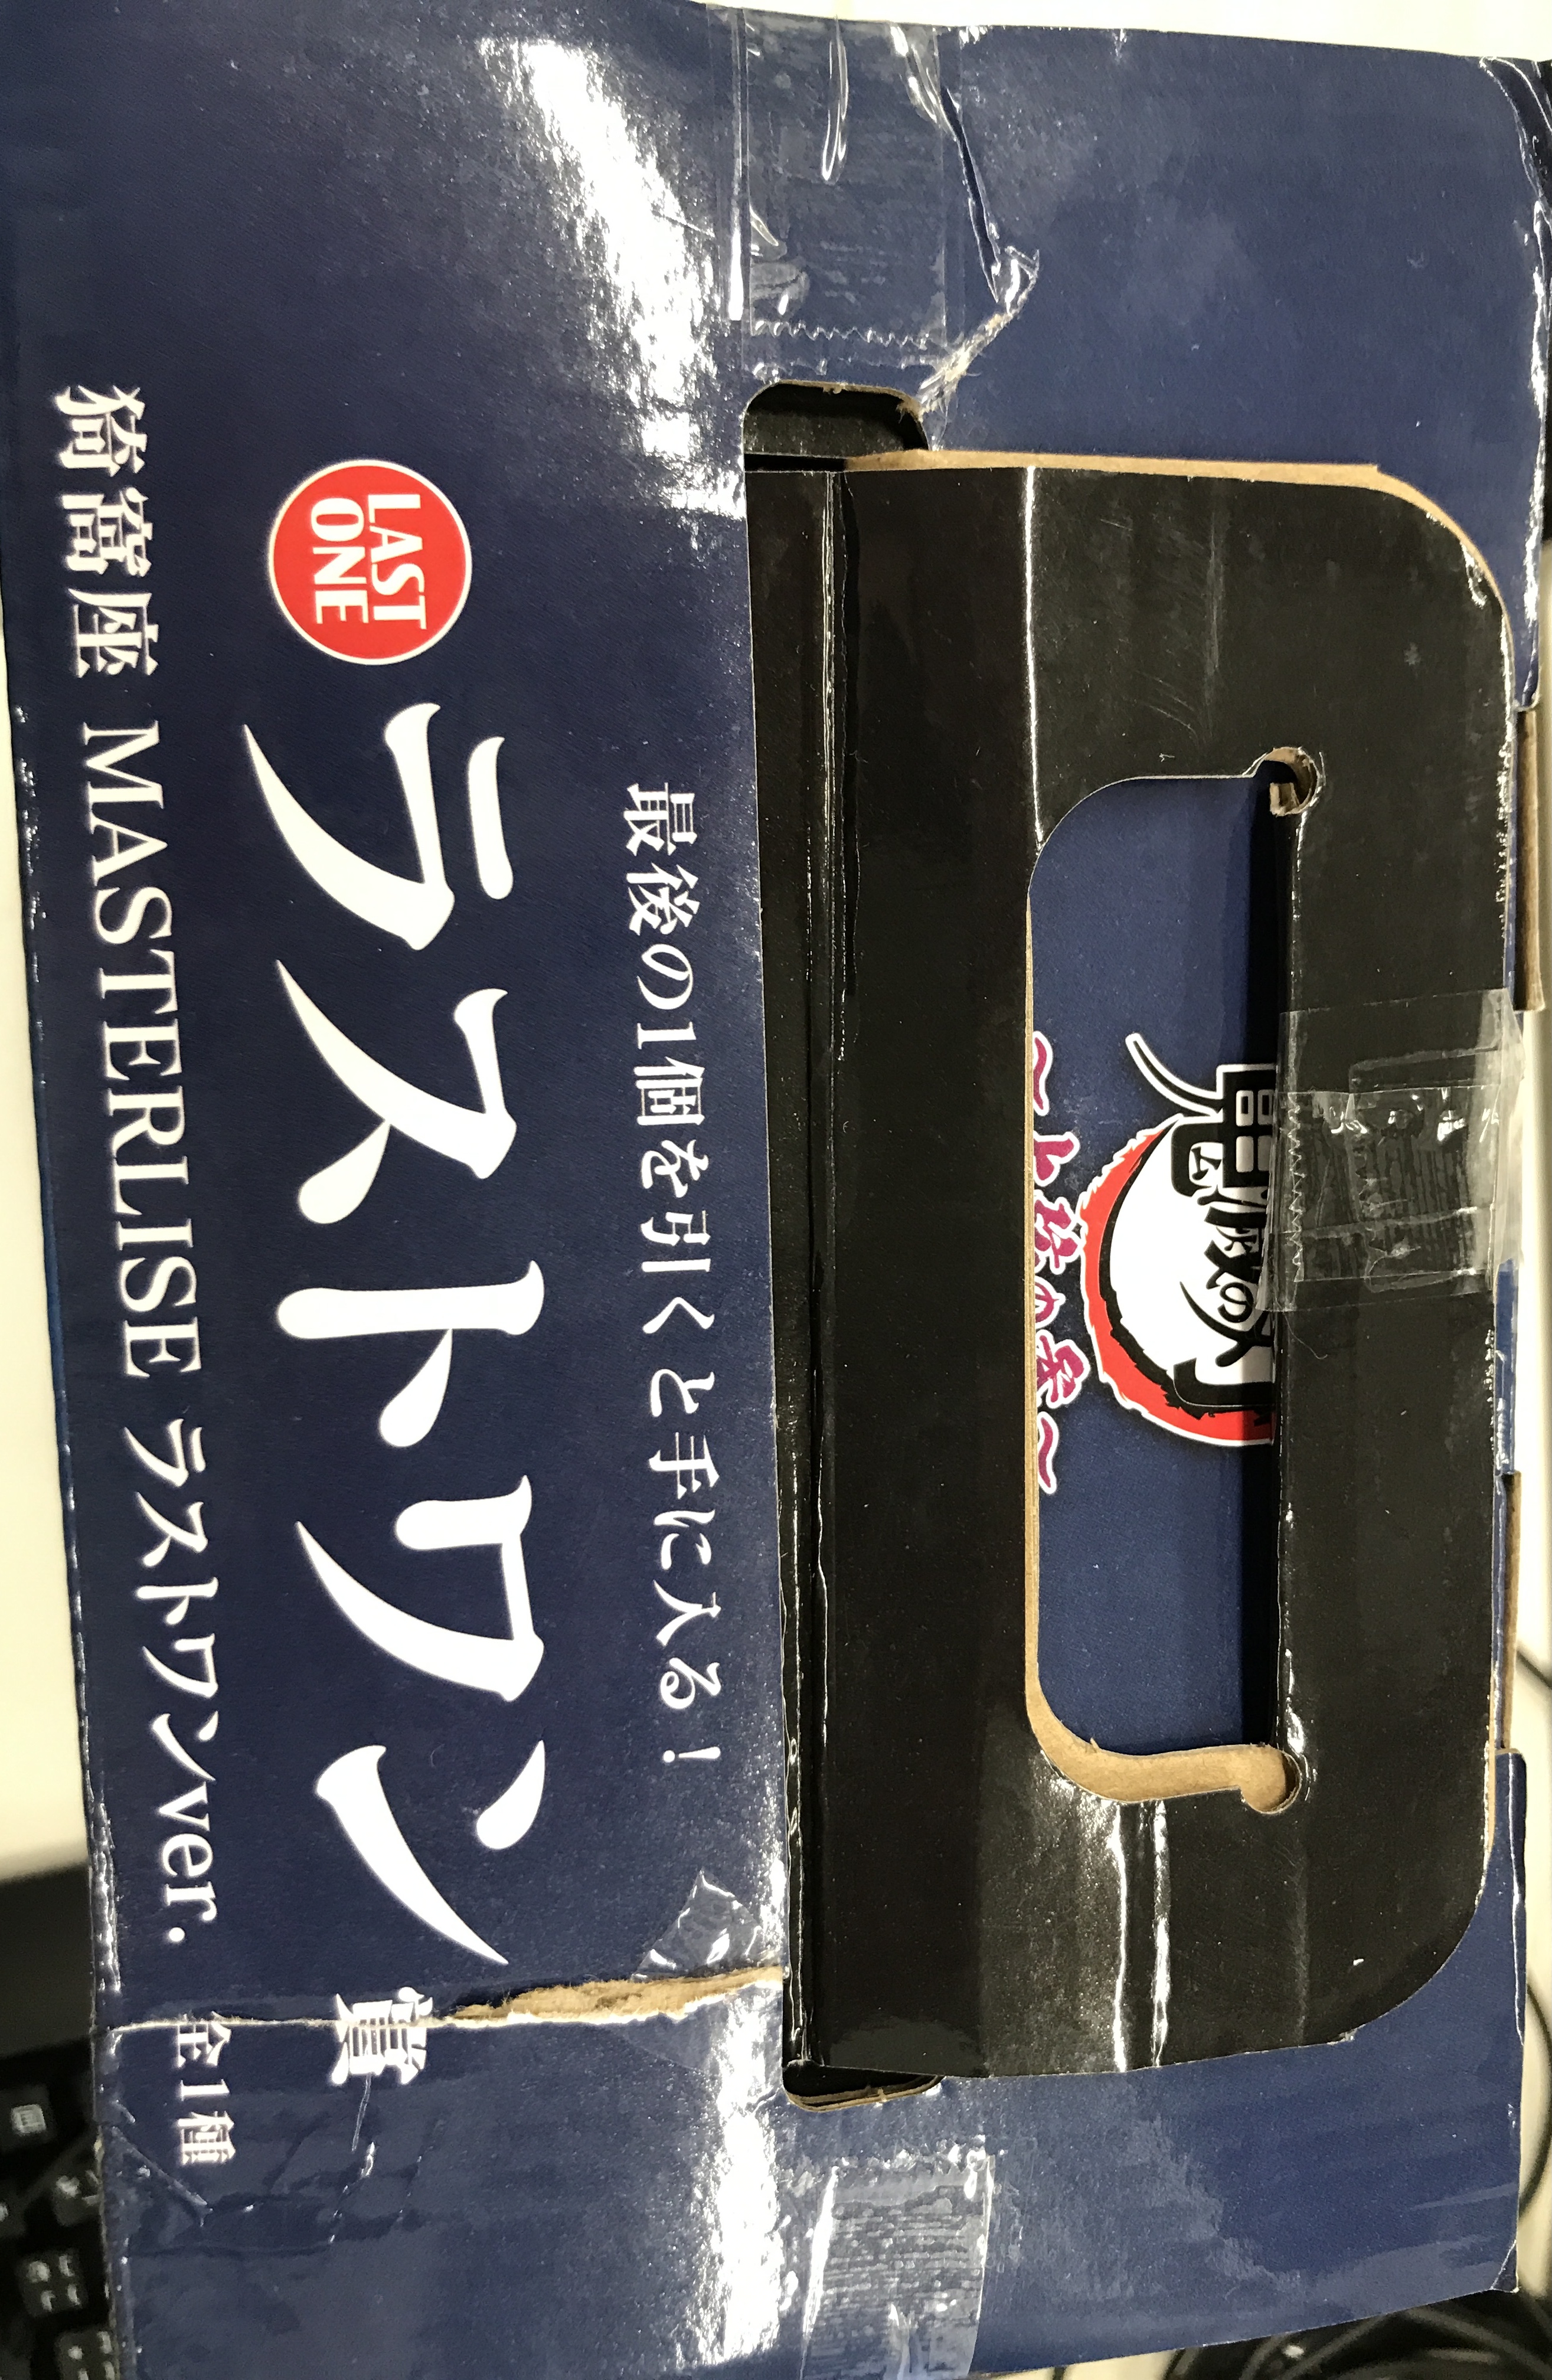 鬼滅の刃
最後の1個を引くと手に入る!
LAST
ONE
ラストワン賞
猗窩座 MASTERLISE ラストワンver. 全1種